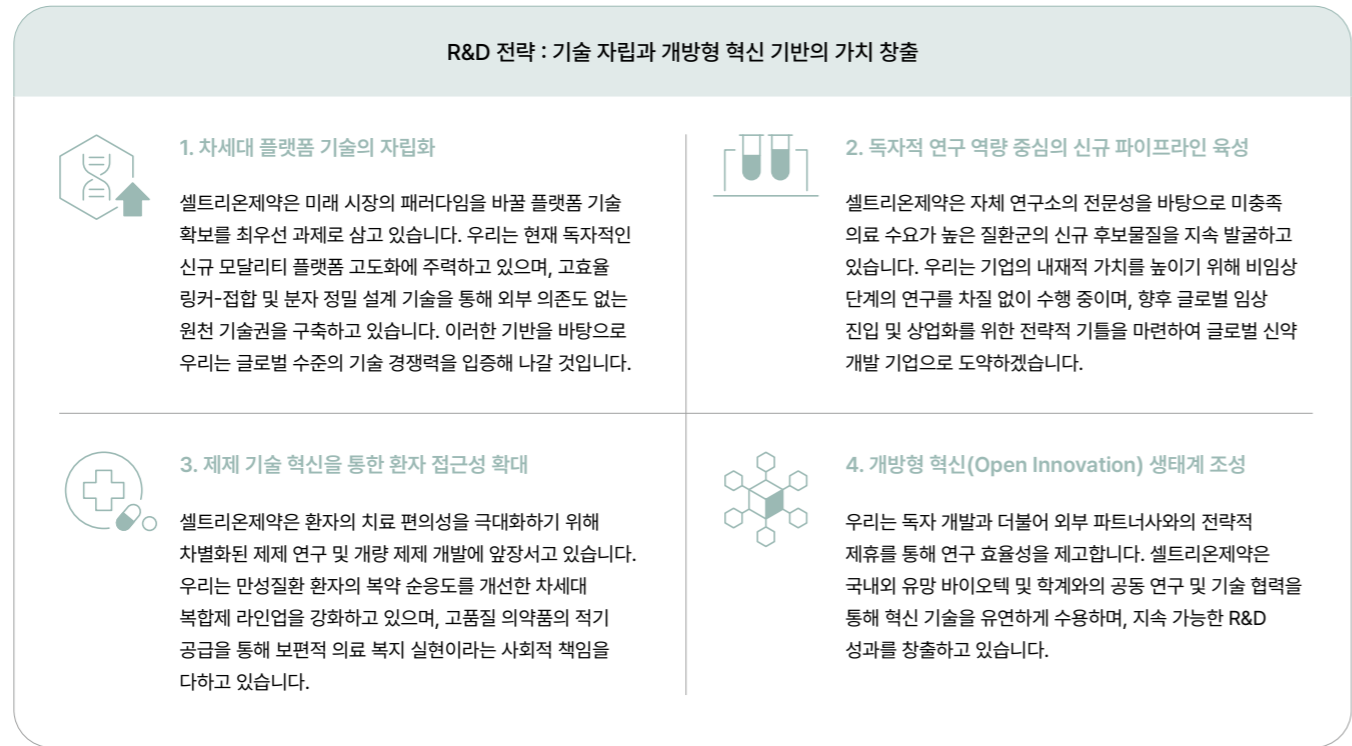 R&D 전략 : 기술 자립과 개방형 혁신 기반의 가치 창출
1. 차세대 플랫폼 기술의 자립화
셀트리온제약은 미래 시장의 패러다임을 바꿀 플랫폼 기술
확보를 최우선 과제로 삼고 있습니다. 우리는 현재 독자적인
신규 모달리티 플랫폼 고도화에 주력하고 있으며, 고효율
링커-접합 및 분자 정밀 설계 기술을 통해 외부 의존도 없는
원천 기술권을 구축하고 있습니다. 이러한 기반을 바탕으로
우리는 글로벌 수준의 기술 경쟁력을 입증해 나갈 것입니다.
2. 독자적 연구 역량 중심의 신규 파이프라인 육성
셀트리온제약은 자체 연구소의 전문성을 바탕으로 미충족
의료 수요가 높은 질환군의 신규 후보물질을 지속 발굴하고
있습니다. 우리는 기업의 내재적 가치를 높이기 위해 비임상
단계의 연구를 차질 없이 수행 중이며, 향후 글로벌 임상
진입 및 상업화를 위한 전략적 기틀을 마련하여 글로벌 신약
개발 기업으로 도약하겠습니다.
3. 제제 기술 혁신을 통한 환자 접근성 확대
셀트리온제약은 환자의 치료 편의성을 극대화하기 위해
차별화된 제제 연구 및 개량 제제 개발에 앞장서고 있습니다.
우리는 만성질환 환자의 복약 순응도를 개선한 차세대
복합제 라인업을 강화하고 있으며, 고품질 의약품의 적기
공급을 통해 보편적 의료 복지 실현이라는 사회적 책임을
다하고 있습니다.
4. 개방형 혁신(Open Innovation) 생태계 조성
우리는 독자 개발과 더불어 외부 파트너사와의 전략적
제휴를 통해 연구 효율성을 제고합니다. 셀트리온제약은
국내외 유망 바이오텍 및 학계와의 공동 연구 및 기술 협력을
통해 혁신 기술을 유연하게 수용하며, 지속 가능한 R&D
성과를 창출하고 있습니다.